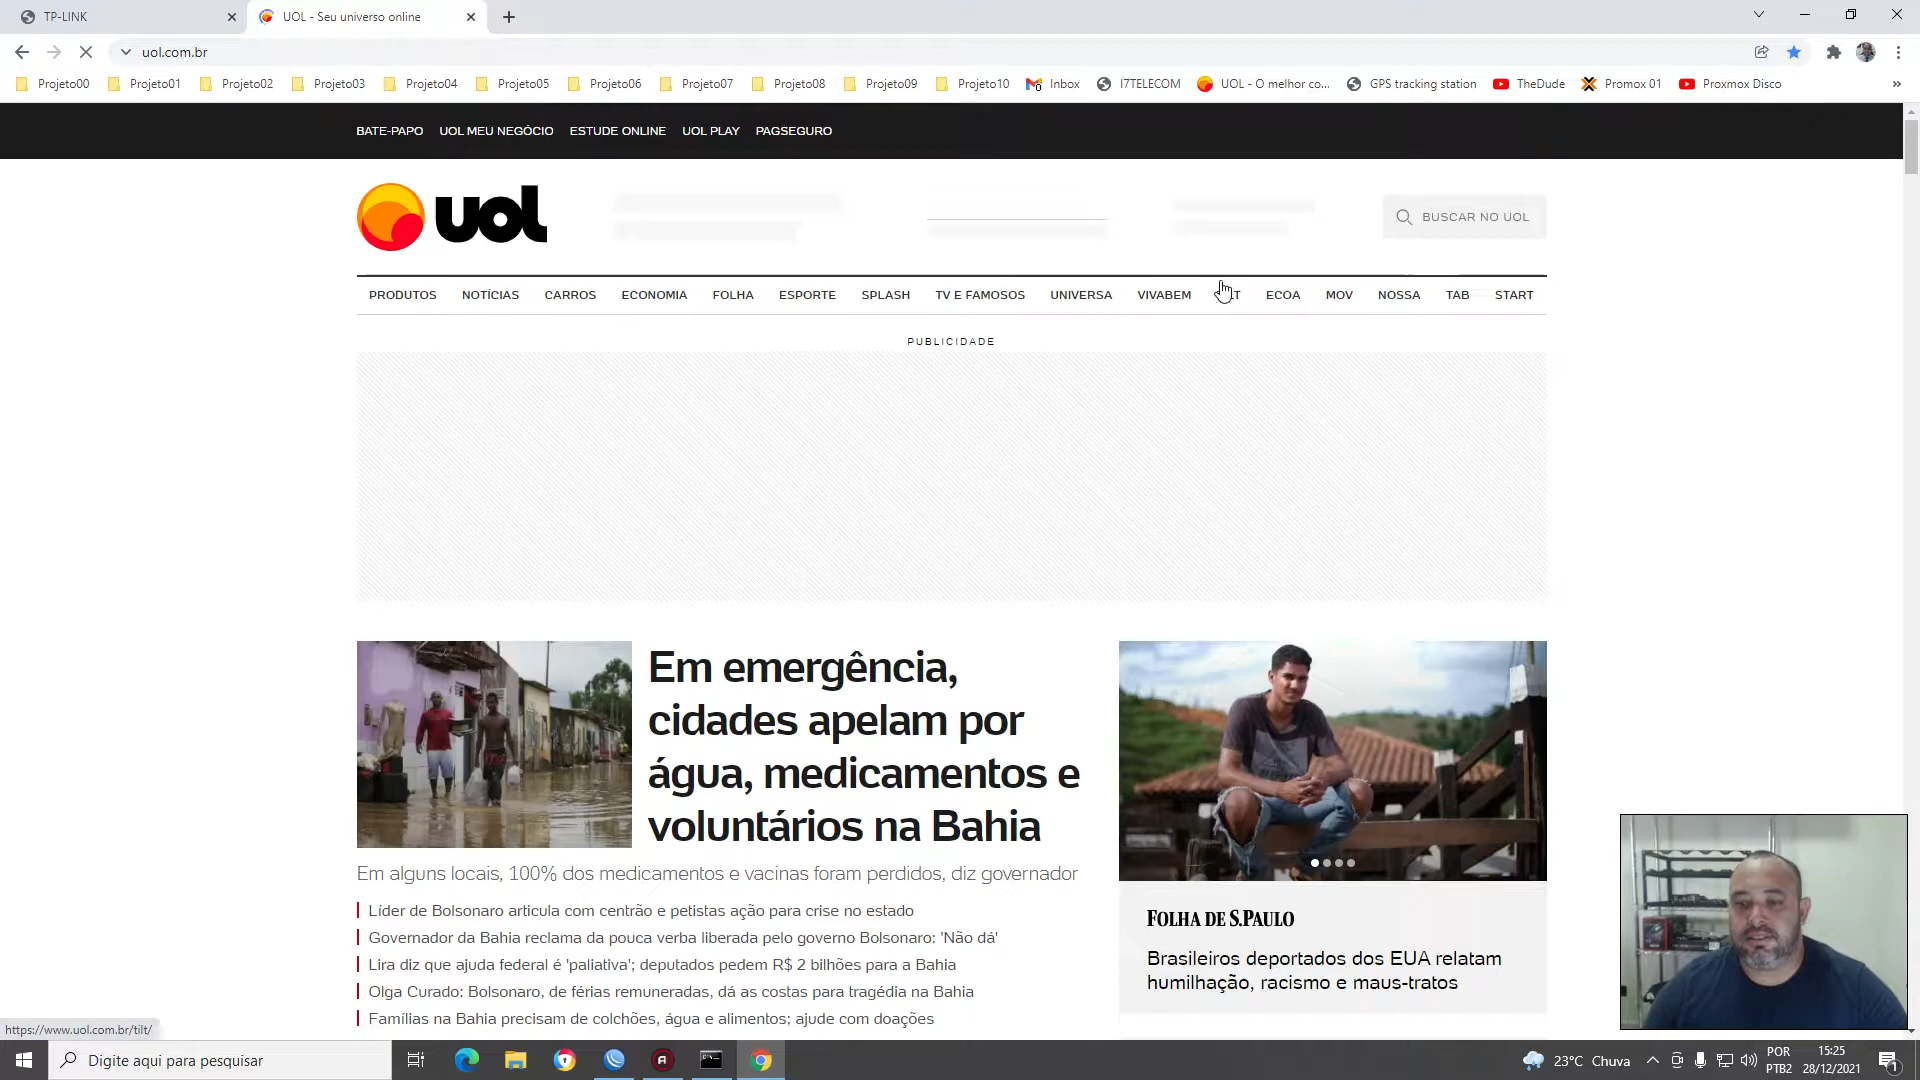 TP-LINK
UOL - Seu universo online
uol.com.br
Projeto00
Projeto01
Projeto02
Projeto03
Projeto04
Projeto05
Projeto06
Projeto07
Projeto08
Projeto09
Projeto10
Inbox
I7TELECOM
UOL - O melhor co...
GPS tracking station
TheDude
Promox 01
Proxmox Disco
»
BATE-PAPO
UOL MEU NEGÓCIO
ESTUDE ONLINE
UOL PLAY
PAGSEGURO
uol
BUSCAR NO UOL
PRODUTOS
NOTÍCIAS
CARROS
ECONOMIA
FOLHA
ESPORTE
SPLASH
TV E FAMOSOS
UNIVERSA
VIVABEM
ECOA
MOV
NOSSA
TAB
START
PUBLICIDADE
Em emergência,
cidades apelam por
água, medicamentos e
voluntários na Bahia
Em alguns locais, 100% dos medicamentos e vacinas foram perdidos, diz governador
Líder de Bolsonaro articula com centrão e petistas ação para crise no estado
Governador da Bahia reclama da pouca verba liberada pelo governo Bolsonaro: 'Não dá'
Lira diz que ajuda federal é 'paliativa'; deputados pedem R$ 2 bilhões para a Bahia
Olga Curado: Bolsonaro, de férias remuneradas, dá as costas para tragédia na Bahia
Famílias na Bahia precisam de colchões, água e alimentos; ajude com doações
FOLHA DE S.PAULO
Brasileiros deportados dos EUA relatam
humilhação, racismo e maus-tratos
https://www.uol.com.br/tilt/
Digite aqui para pesquisar
23°C Chuva
POR
PTB2
15:25
28/12/2021
1